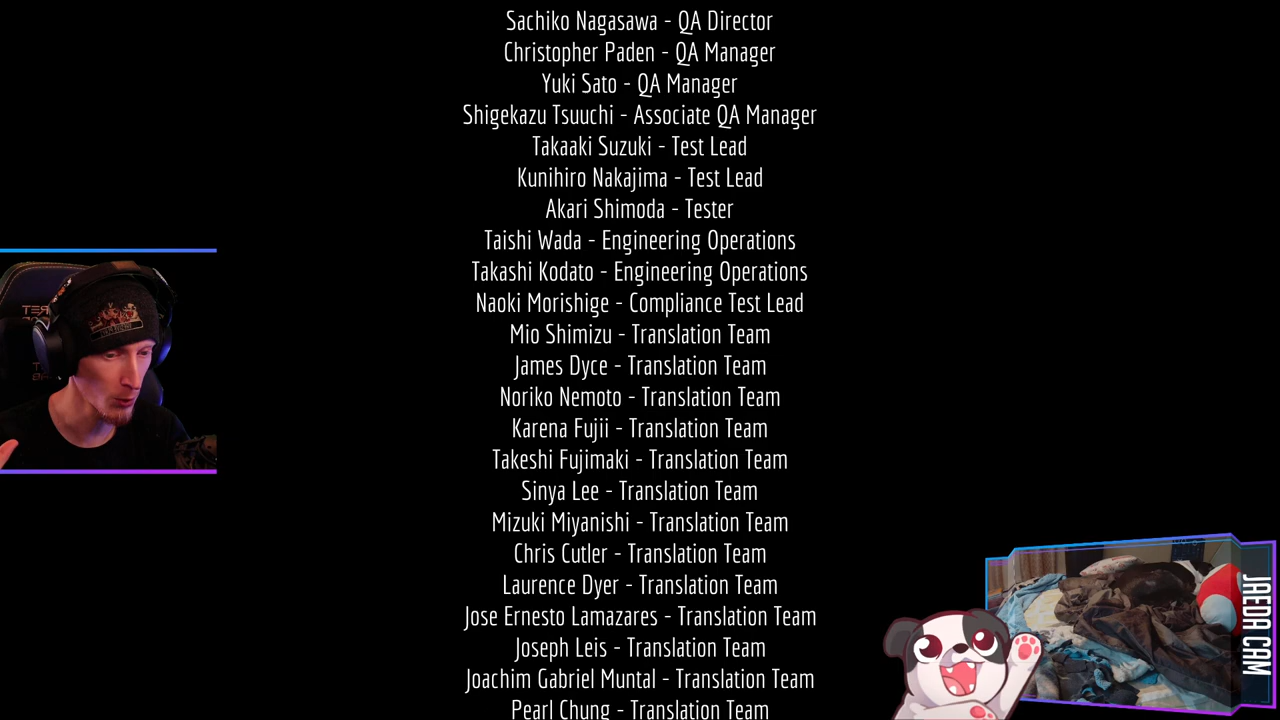 Sachiko Nagasawa - QA Director
Christopher Paden - QA Manager
Yuki Sato - QA Manager
Shigekazu Tsuuchi - Associate QA Manager
Takaaki Suzuki - Test Lead
Kunihiro Nakajima - Test Lead
Akari Shimoda - Tester
Taishi Wada - Engineering Operations
Takashi Kodato - Engineering Operations
Naoki Morishige - Compliance Test Lead
Mio Shimizu - Translation Team
James Dyce - Translation Team
Noriko Nemoto - Translation Team
Karena Fujii - Translation Team
Takeshi Fujimaki - Translation Team
Sinya Lee - Translation Team
Mizuki Miyanishi - Translation Team
Chris Cutler - Translation Team
Laurence Dyer - Translation Team
Jose Ernesto Lamazares - Translation Team
Joseph Leis - Translation Team
Joachim Gabriel Muntal - Translation Team
Pearl Chung - Translation Team
JAEDA CAM